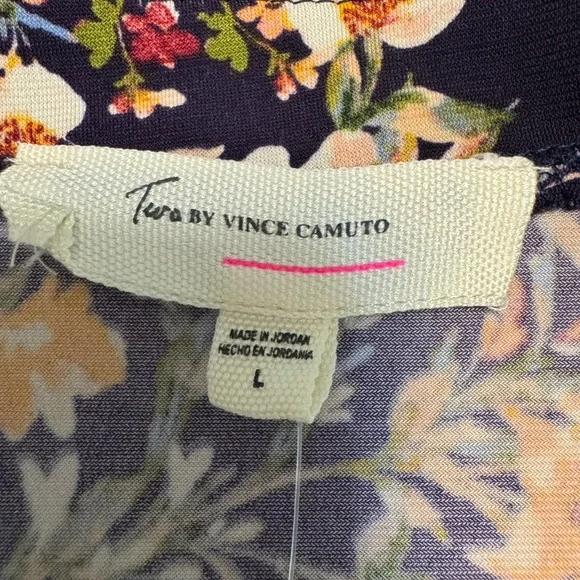 Two BY VINCE CAMUTO
MADE IN JORDAN
HECHO EN JORDANIA
L